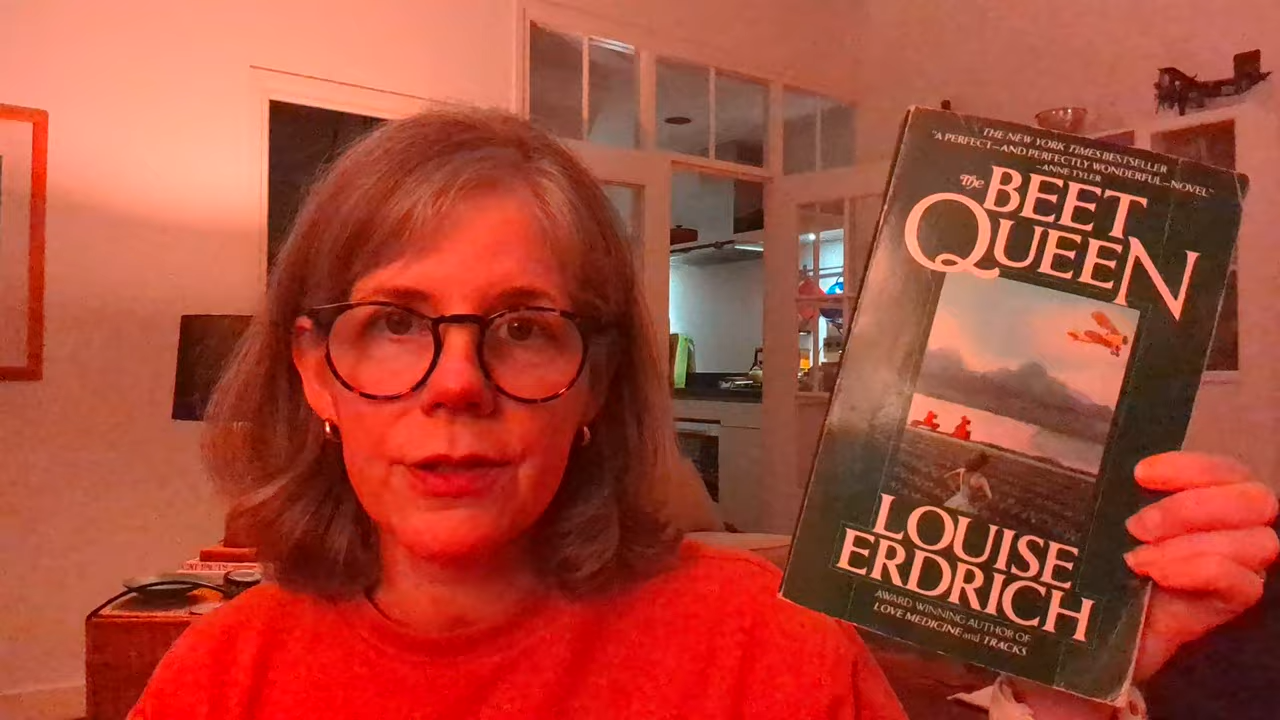 THE NEW YORK TIMES BESTSELLER
"A PERFECT—AND PERFECTLY WONDERFUL—NOVEL"
—ANNE TYLER
The BEET
QUEEN
LOUISE
ERDRICH
AWARD WINNING AUTHOR OF
LOVE MEDICINE and TRACKS